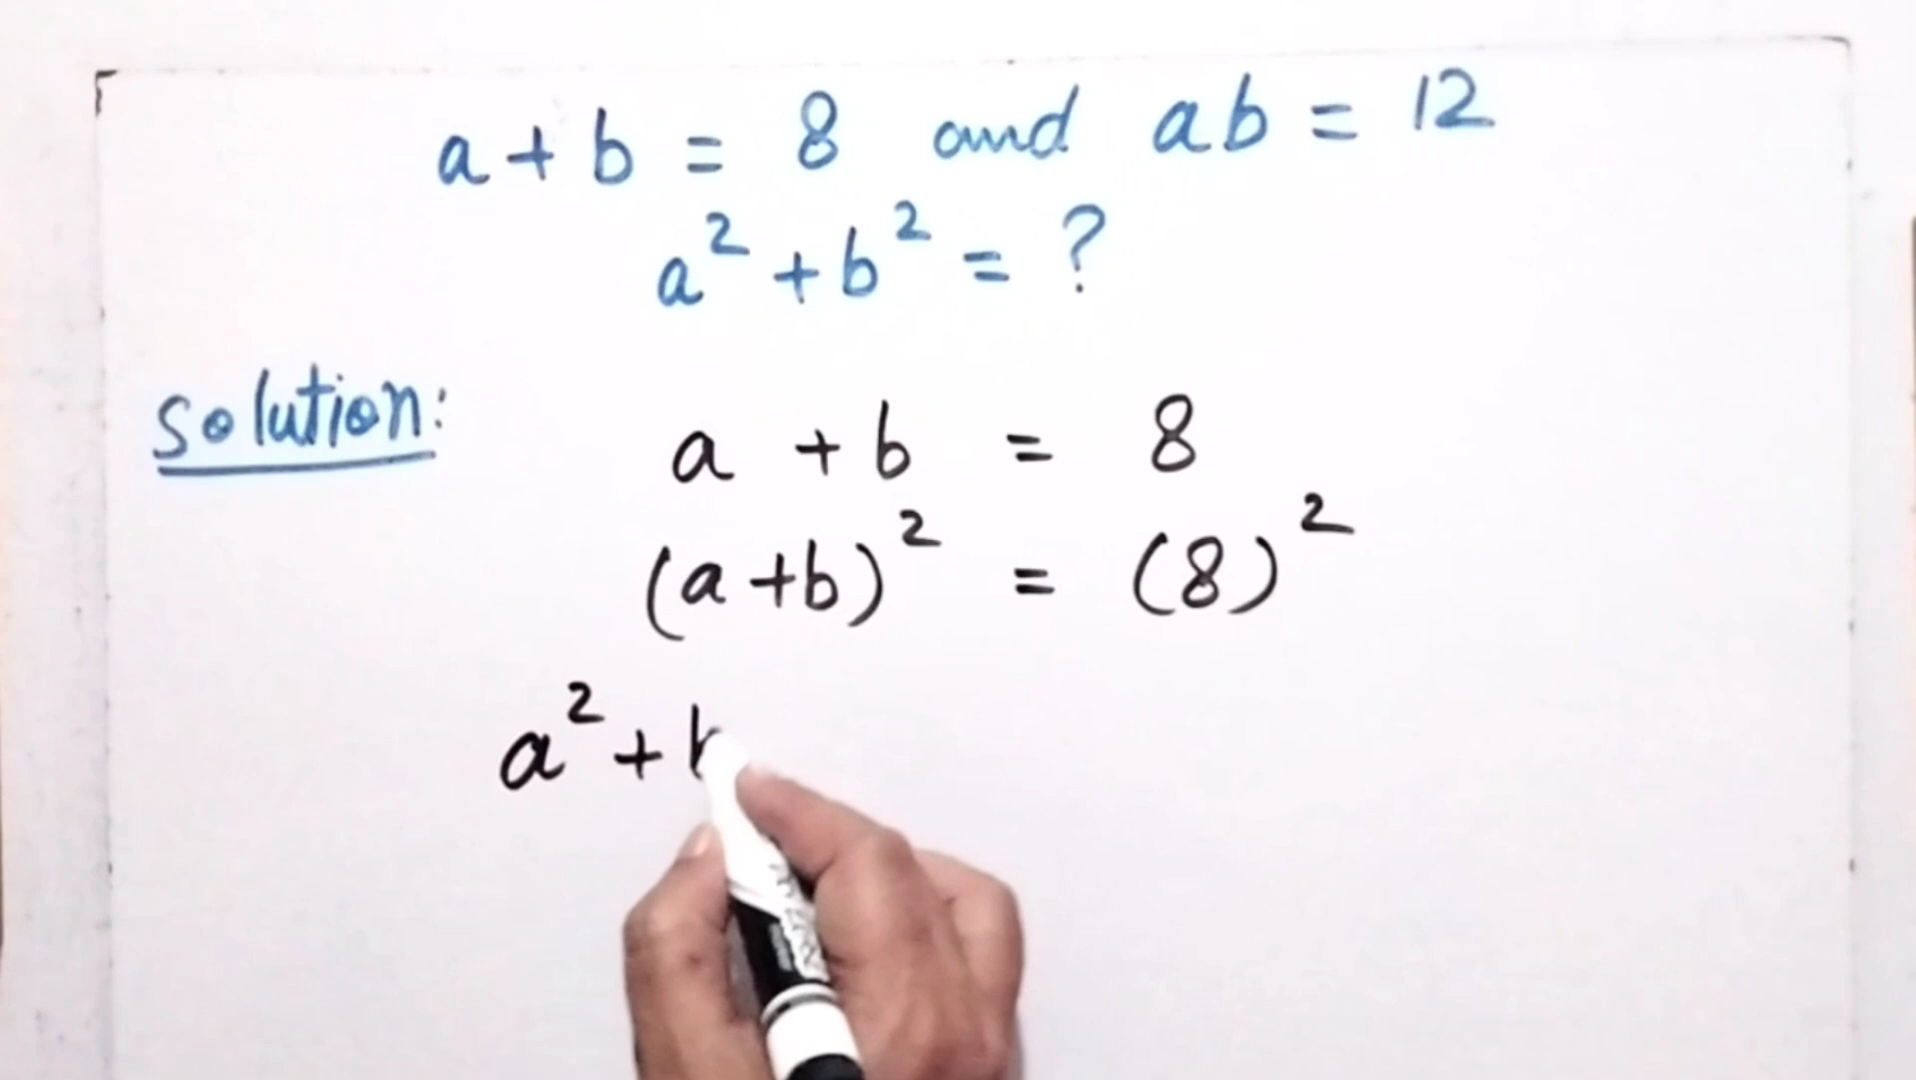 a + b = 8 and ab = 12
a² + b² = ?
Solution:
a + b = 8
(a+b)² = (8)²
a² + b